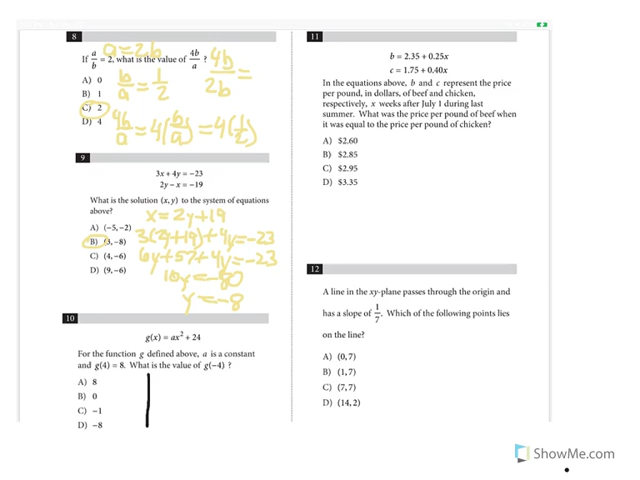 8
If a/b = 2, what is the value of 4b/a ?
a = 2b
4b/2b =
A) 0
B) 1
C) 2
D) 4
b/a = 1/2
4b/a = 4(b/a) = 4(1/2)
9
3x + 4y = −23
2y − x = −19
What is the solution (x, y) to the system of equations
above?
A) (−5, −2)
B) (3, −8)
C) (4, −6)
D) (9, −6)
x = 2y + 19
3(2y + 19) + 4y = −23
6y + 57 + 4y = −23
10y = −80
y = −8
10
g(x) = ax² + 24
For the function g defined above, a is a constant
and g(4) = 8. What is the value of g(−4) ?
A) 8
B) 0
C) −1
D) −8
11
b = 2.35 + 0.25x
c = 1.75 + 0.40x
In the equations above, b and c represent the price
per pound, in dollars, of beef and chicken,
respectively, x weeks after July 1 during last
summer. What was the price per pound of beef when
it was equal to the price per pound of chicken?
A) $2.60
B) $2.85
C) $2.95
D) $3.35
12
A line in the xy-plane passes through the origin and
has a slope of 1/7. Which of the following points lies
on the line?
A) (0, 7)
B) (1, 7)
C) (7, 7)
D) (14, 2)
ShowMe.com